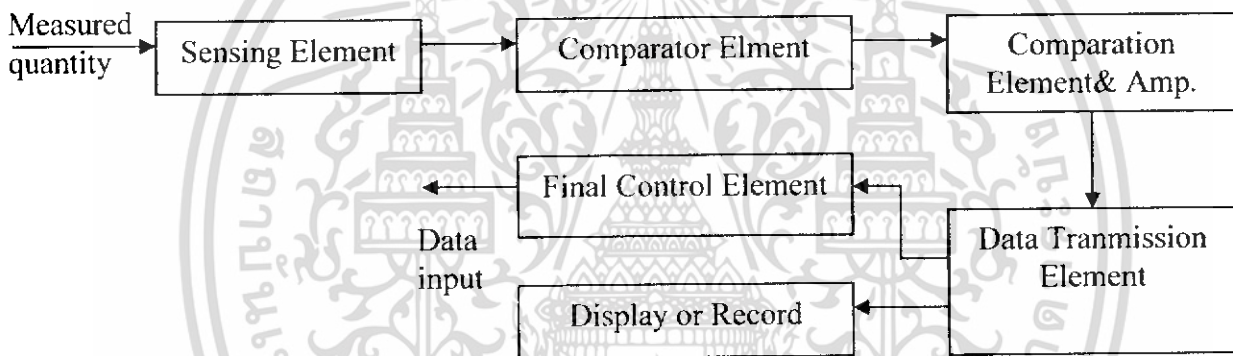 Measured
quantity
Sensing Element
Comparator Elment
Comparation
Element& Amp.
Final Control Element
Data Tranmission
Element
Data
input
Display or Record